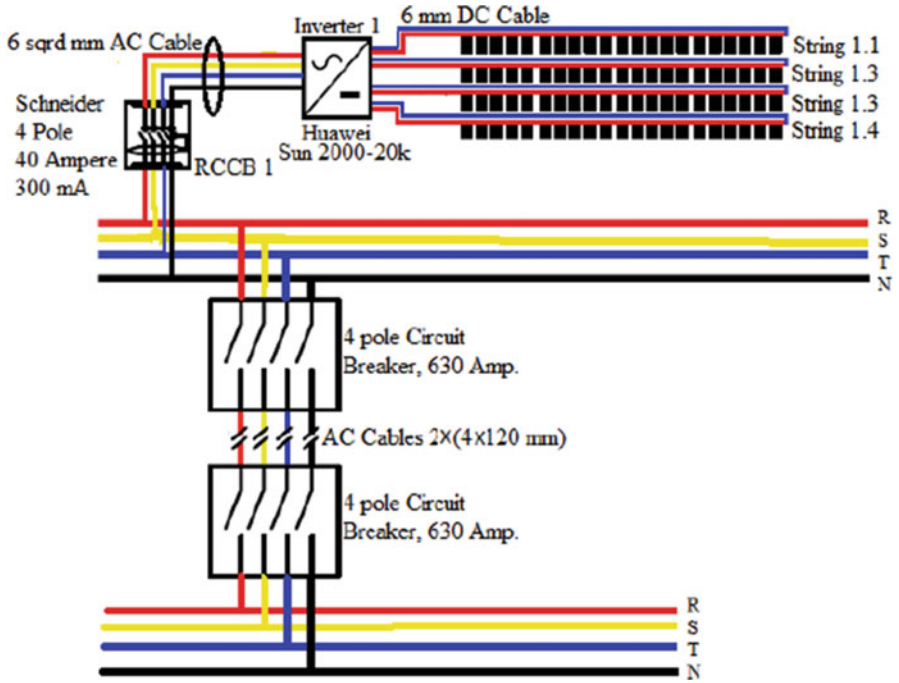 Inverter 1
6 mm DC Cable
6 sqrd mm AC Cable
String 1.1
String 1.3
String 1.3
String 1.4
Huawei
Sun 2000-20k
Schneider
4 Pole
40 Ampere
300 mA
RCCB 1
R
S
T
N
4 pole Circuit
Breaker, 630 Amp.
AC Cables 2×(4x120 mm)
4 pole Circuit
Breaker, 630 Amp.
R
S
T
N